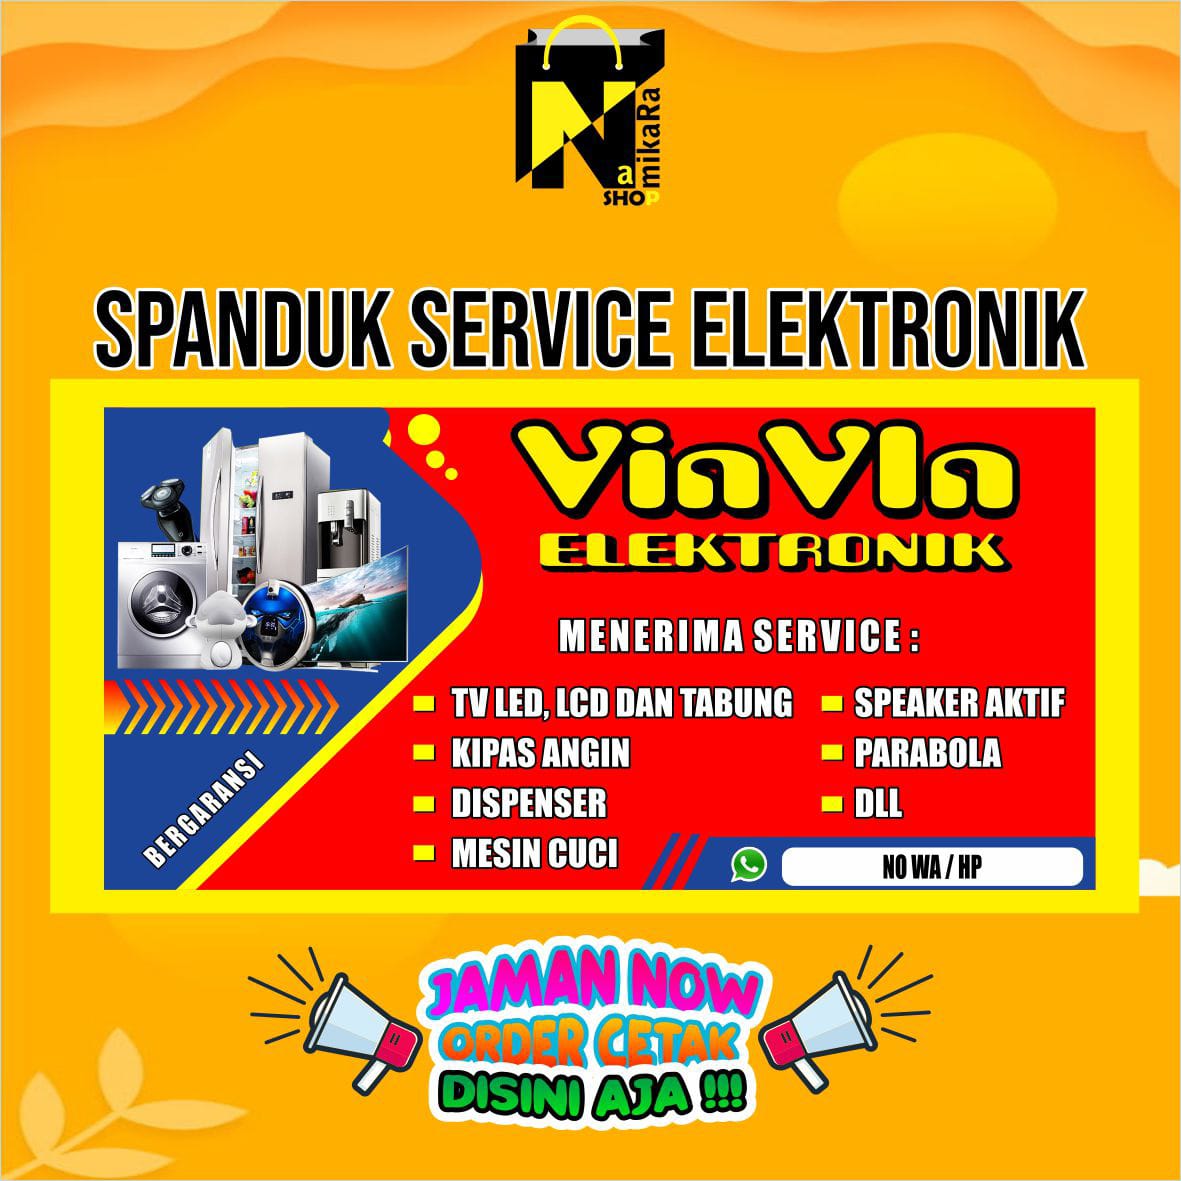 NamikaRa
SHOP
SPANDUK SERVICE ELEKTRONIK
ViaVIa
ELEKTRONIK
MENERIMA SERVICE :
TV LED, LCD DAN TABUNG
KIPAS ANGIN
DISPENSER
MESIN CUCI
SPEAKER AKTIF
PARABOLA
DLL
BERGARANSI
NO WA / HP
JAMAN NOW
ORDER CETAK
DISINI AJA !!!